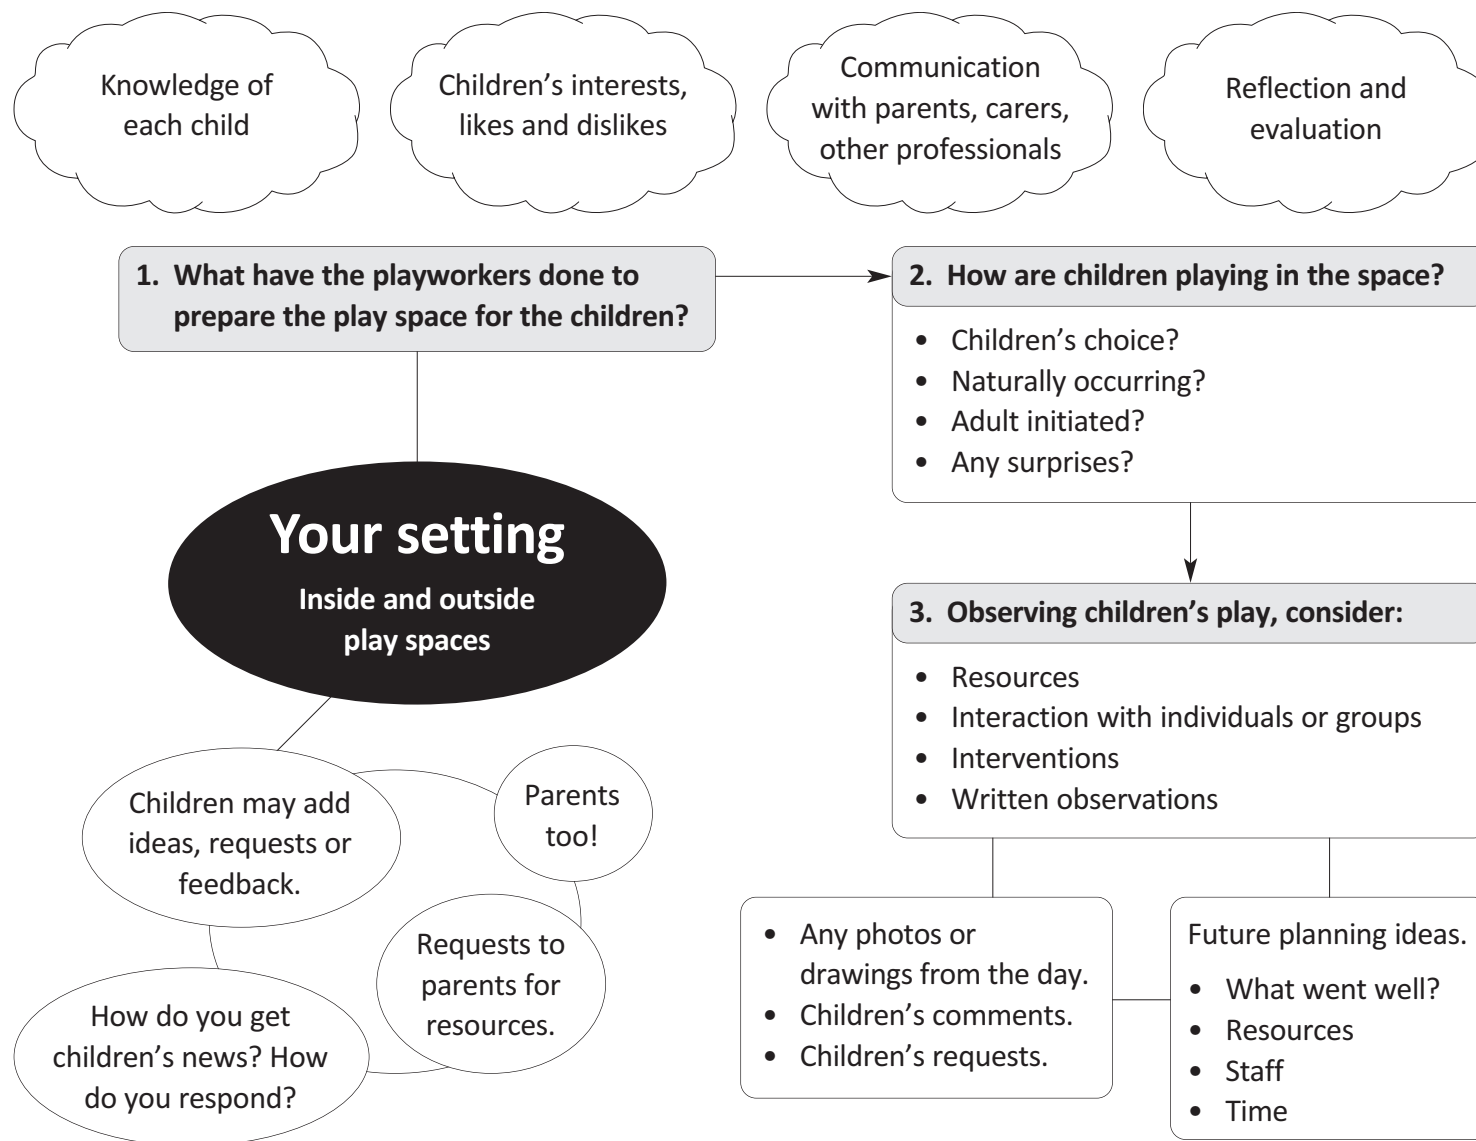 Knowledge of
each child
Children’s interests,
likes and dislikes
Communication
with parents, carers,
other professionals
Reflection and
evaluation
1. What have the playworkers done to
prepare the play space for the children?
2. How are children playing in the space?
• Children’s choice?
• Naturally occurring?
• Adult initiated?
• Any surprises?
Your setting
Inside and outside
play spaces
3. Observing children’s play, consider:
• Resources
• Interaction with individuals or groups
• Interventions
• Written observations
Children may add
ideas, requests or
feedback.
Parents
too!
Requests to
parents for
resources.
How do you get
children’s news? How
do you respond?
• Any photos or
drawings from the day.
• Children’s comments.
• Children’s requests.
Future planning ideas.
• What went well?
• Resources
• Staff
• Time